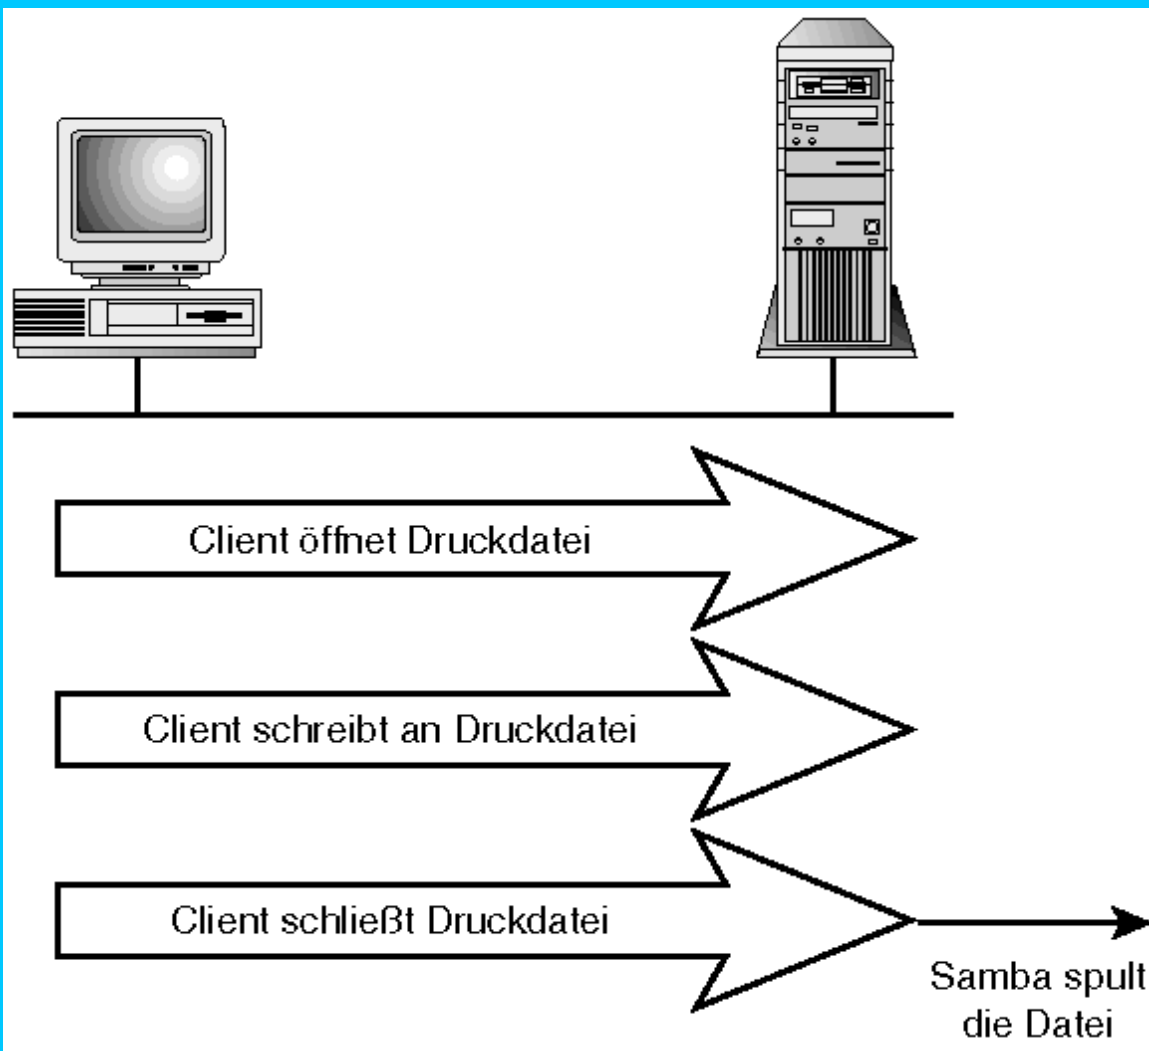 Client öffnet Druckdatei
Client schreibt an Druckdatei
Client schließt Druckdatei
Samba spult
die Datei